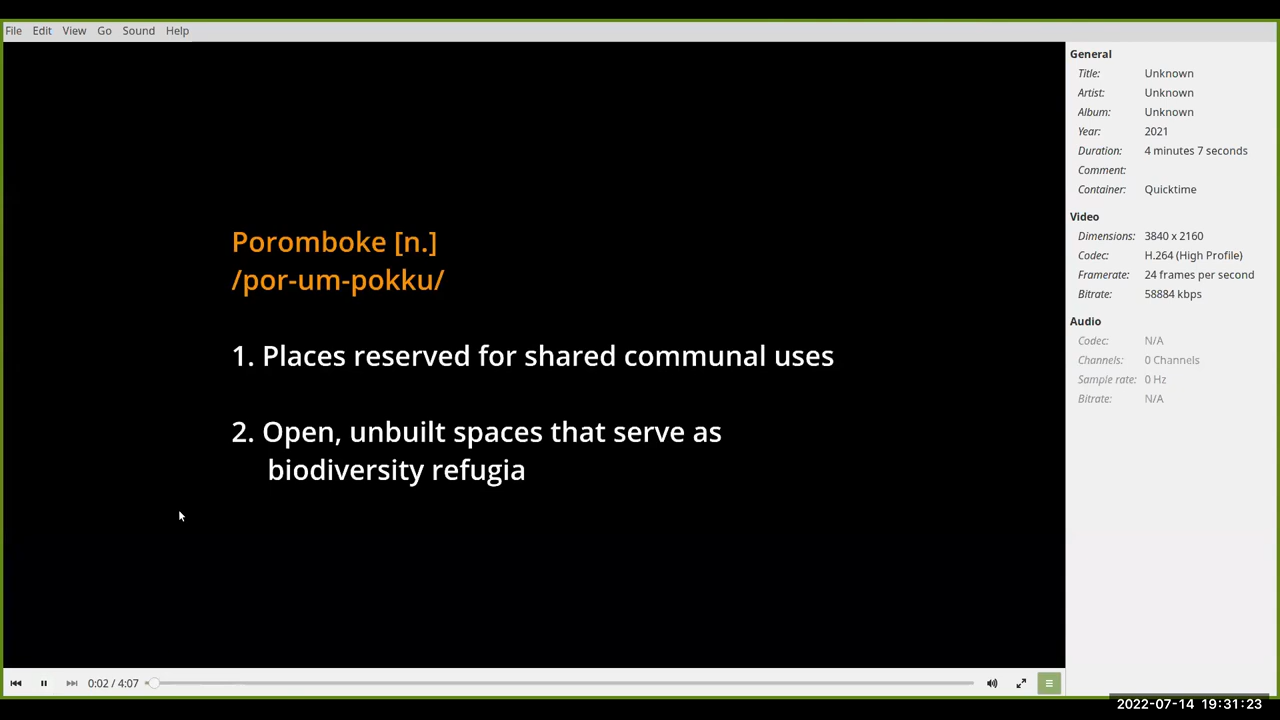 File Edit View Go Sound Help
Poromboke [n.]
/por-um-pokku/
1. Places reserved for shared communal uses
2. Open, unbuilt spaces that serve as
biodiversity refugia
0:02 / 4:07
General
Title: Unknown
Artist: Unknown
Album: Unknown
Year: 2021
Duration: 4 minutes 7 seconds
Comment:
Container: Quicktime
Video
Dimensions: 3840 x 2160
Codec: H.264 (High Profile)
Framerate: 24 frames per second
Bitrate: 58884 kbps
Audio
Codec: N/A
Channels: 0 Channels
Sample rate: 0 Hz
Bitrate: N/A
2022-07-14 19:31:23